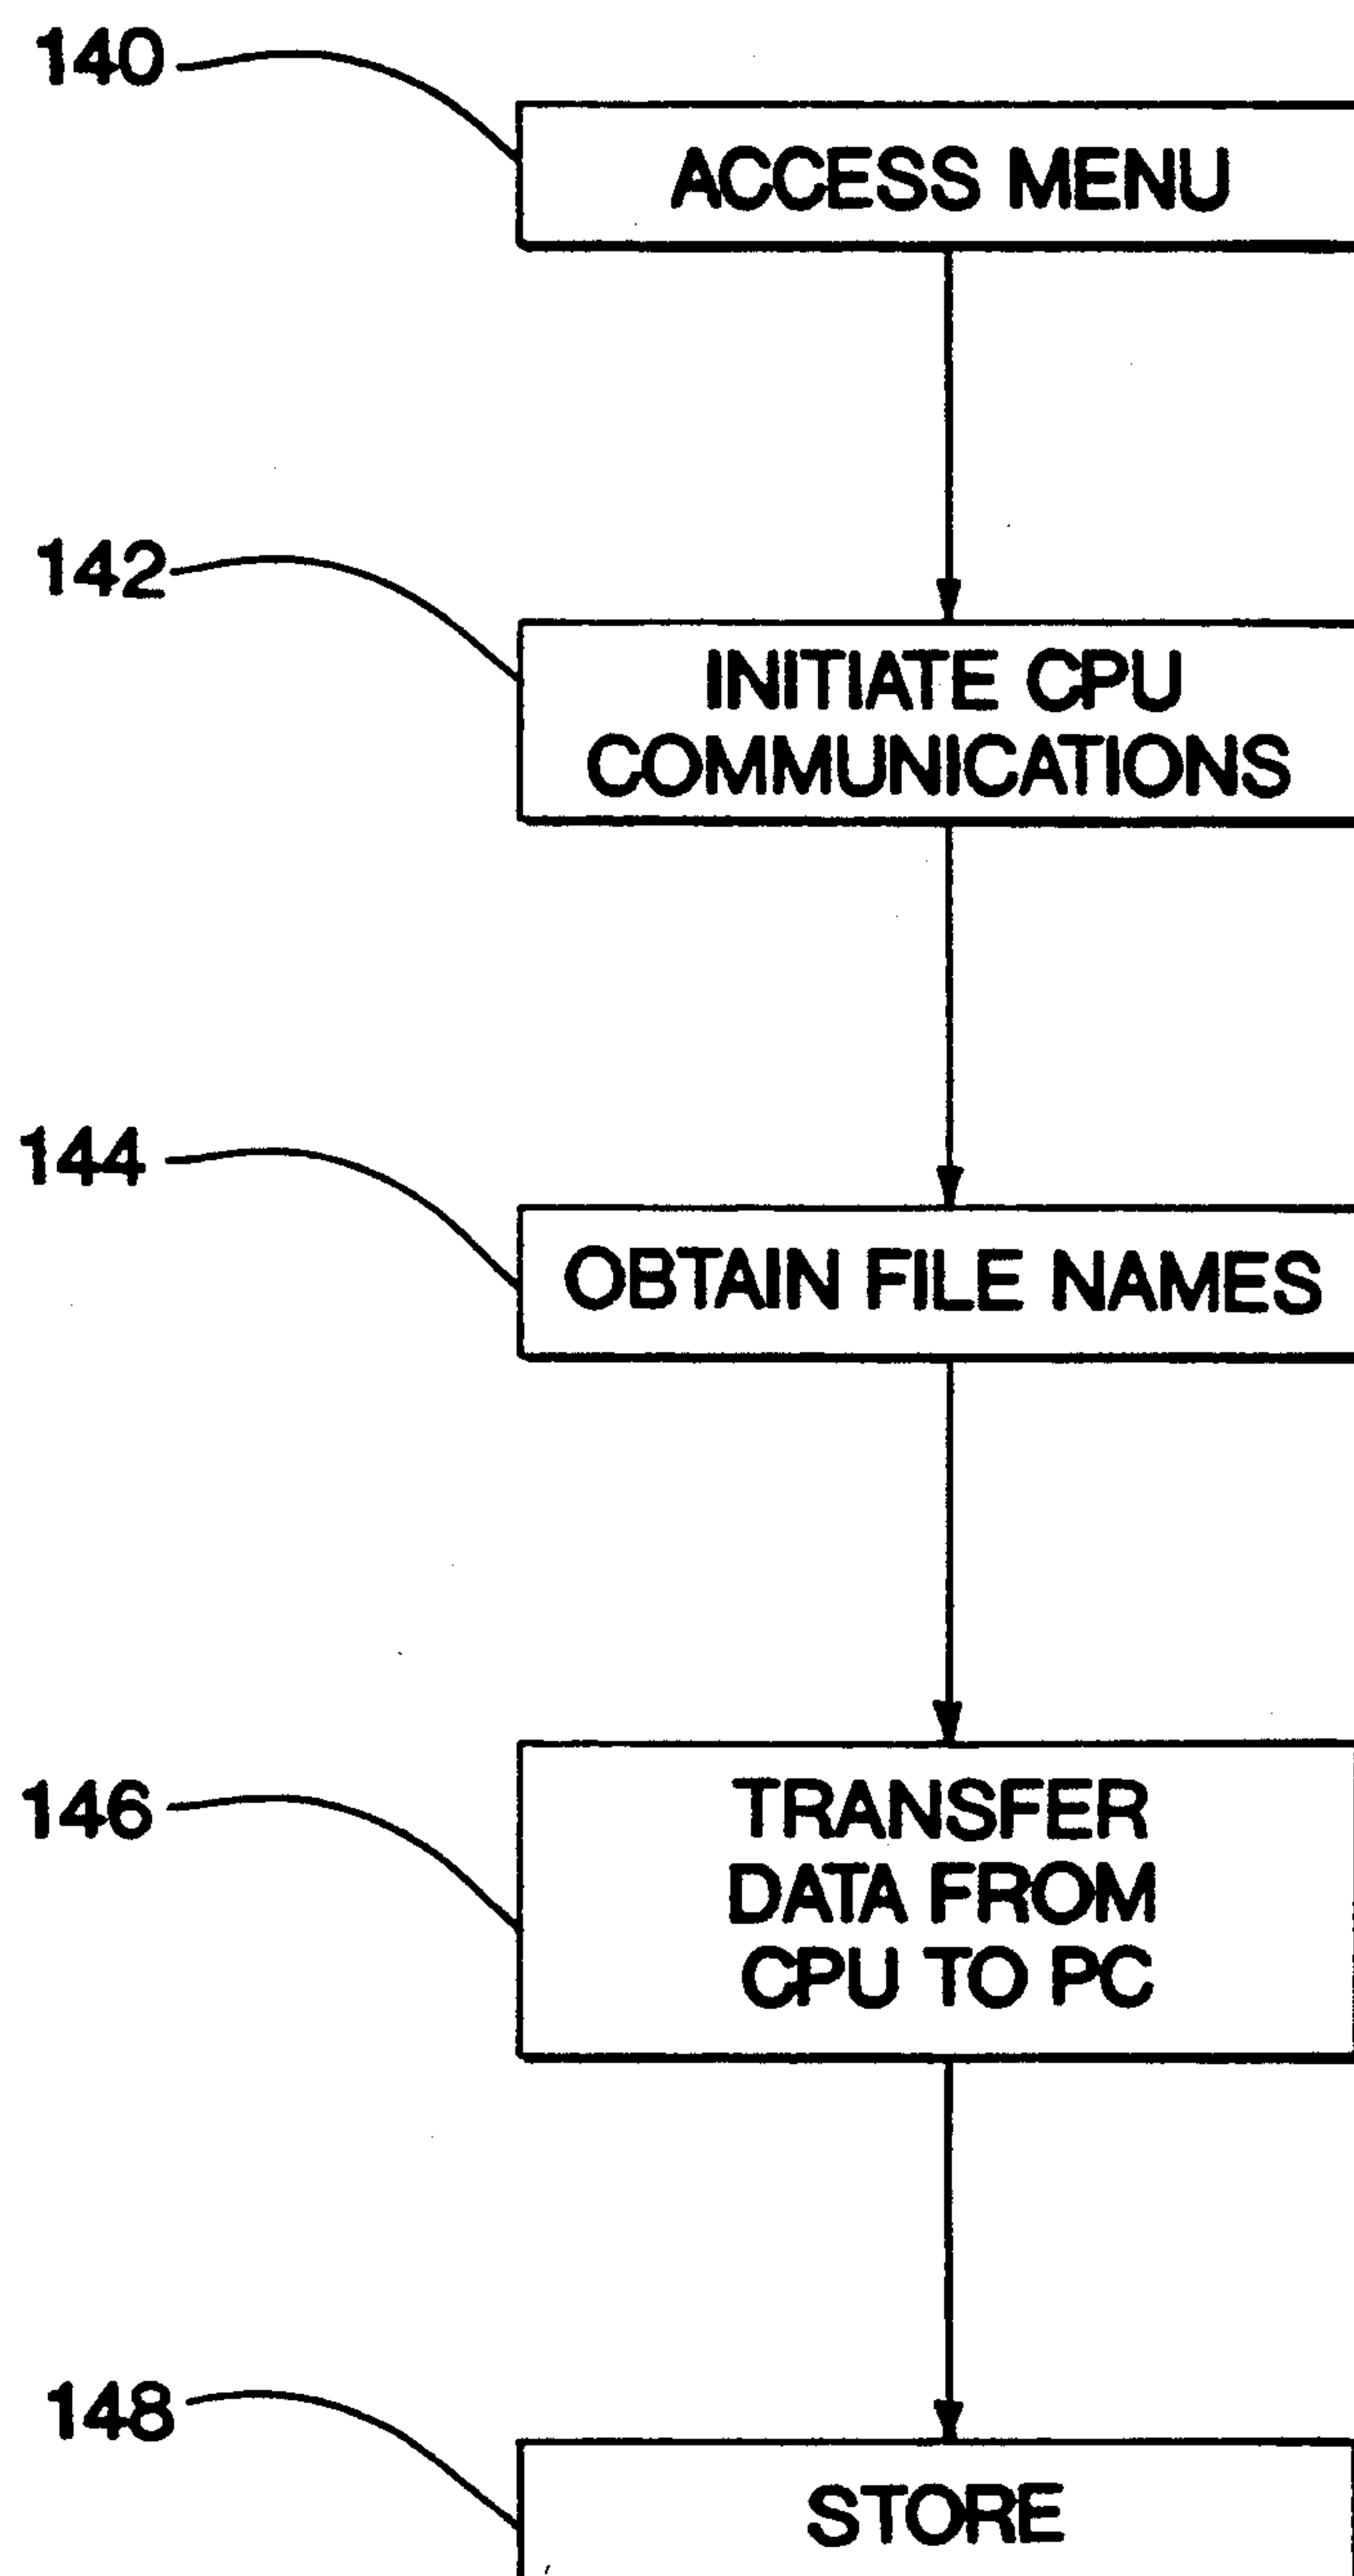 140
ACCESS MENU
142
INITIATE CPU
COMMUNICATIONS
144
OBTAIN FILE NAMES
146
TRANSFER
DATA FROM
CPU TO PC
148
STORE